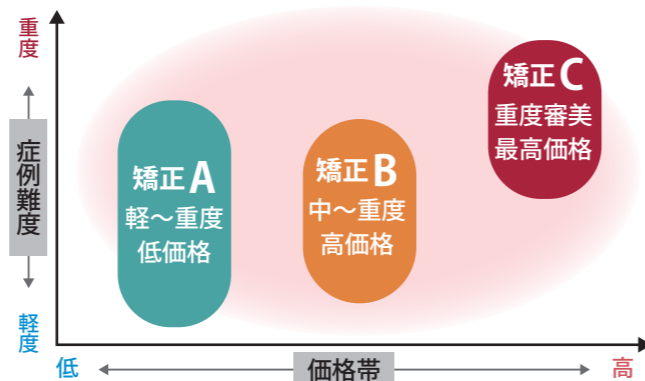 重度
症例難度
軽度
矯正A
軽〜重度
低価格
矯正B
中〜重度
高価格
矯正C
重度審美
最高価格
低
価格帯
高